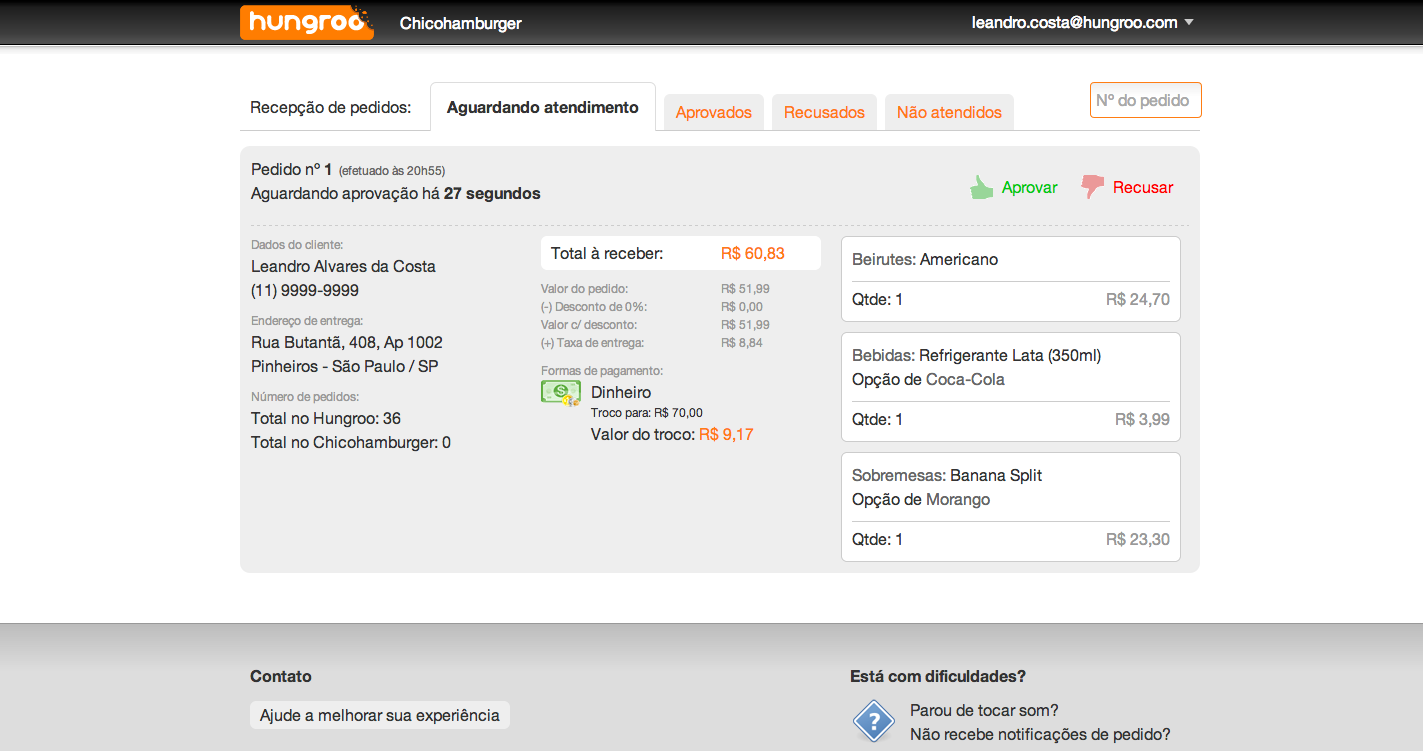 hungroo Chicohamburger leandro.costa@hungroo.com
Recepção de pedidos: Aguardando atendimento Aprovados Recusados Não atendidos Nº do pedido
Pedido nº 1 (efetuado às 20h55)
Aguardando aprovação há 27 segundos
Aprovar Recusar
Dados do cliente:
Leandro Alvares da Costa
(11) 9999-9999
Endereço de entrega:
Rua Butantã, 408, Ap 1002
Pinheiros - São Paulo / SP
Número de pedidos:
Total no Hungroo: 36
Total no Chicohamburger: 0
Total à receber: R$ 60,83
Valor do pedido: R$ 51,99
(-) Desconto de 0%: R$ 0,00
Valor c/ desconto: R$ 51,99
(+) Taxa de entrega: R$ 8,84
Formas de pagamento:
Dinheiro
Troco para: R$ 70,00
Valor do troco: R$ 9,17
Beirutes: Americano
Qtde: 1 R$ 24,70
Bebidas: Refrigerante Lata (350ml)
Opção de Coca-Cola
Qtde: 1 R$ 3,99
Sobremesas: Banana Split
Opção de Morango
Qtde: 1 R$ 23,30
Contato
Ajude a melhorar sua experiência
Está com dificuldades?
Parou de tocar som?
Não recebe notificações de pedido?